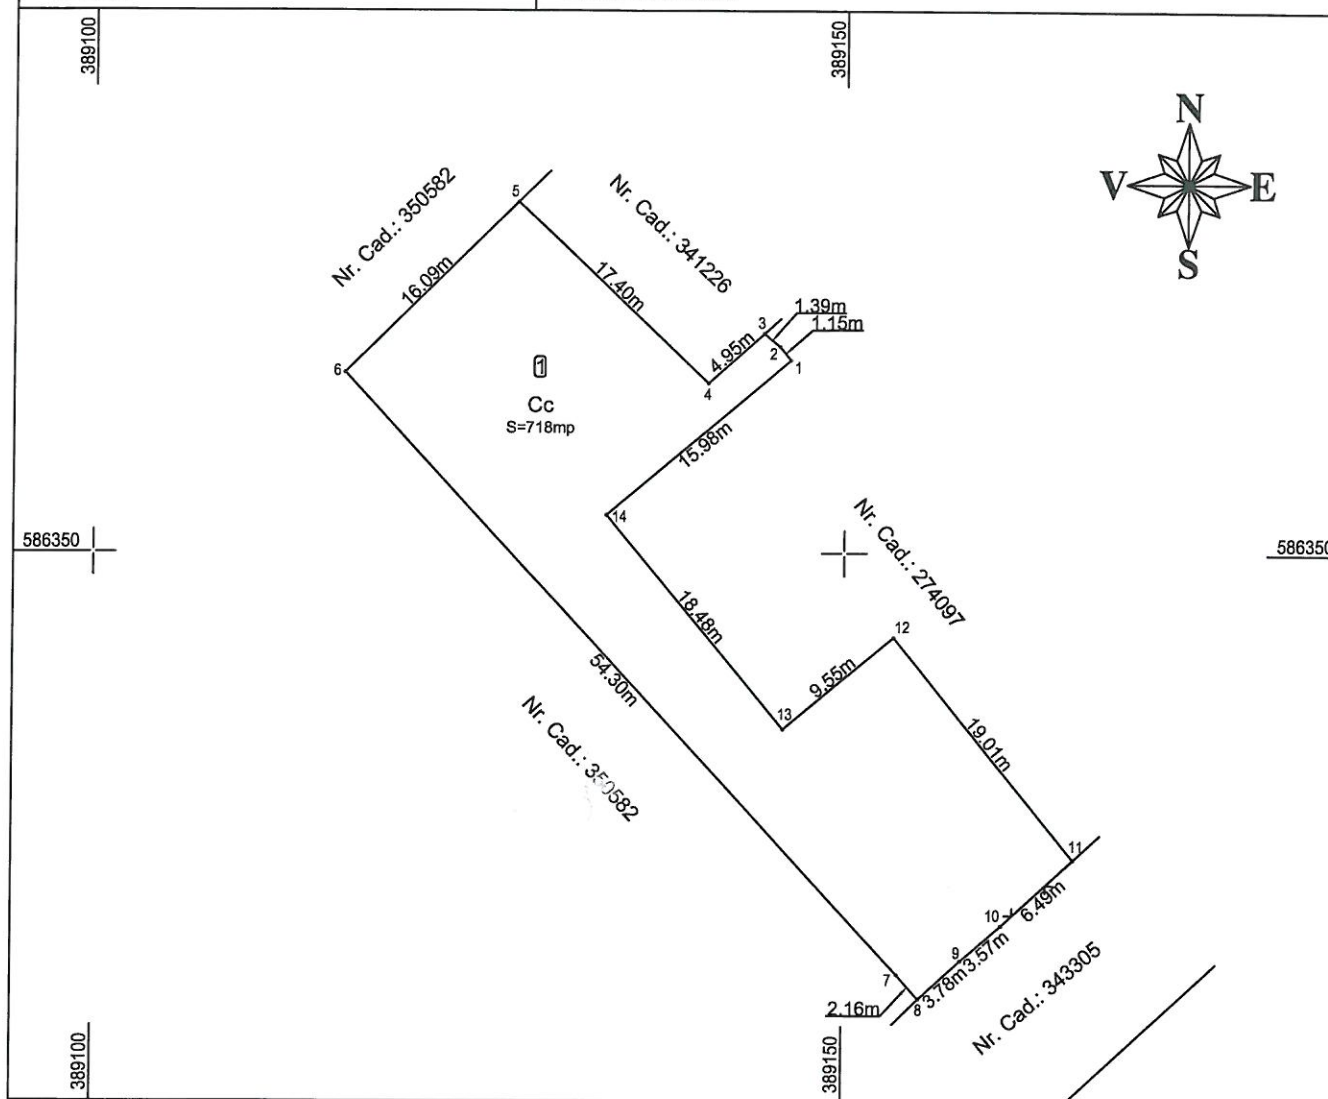 389100
389150
N
V
E
S
Nr. Cad.: 350582
5
Nr. Cad.: 341226
16.09m
17.40m
1.39m
3
1.15m
2
1
4.95m
6
1
4
Cc
S=718mp
15.98m
14
586350
586350
Nr. Cad.: 274097
18.48m
12
54.30m
9.55m
13
Nr. Cad.: 350582
19.01m
11
6.49m
10
3.57m
9
3.78m
7
8
2.16m
Nr. Cad.: 343305
389100
389150